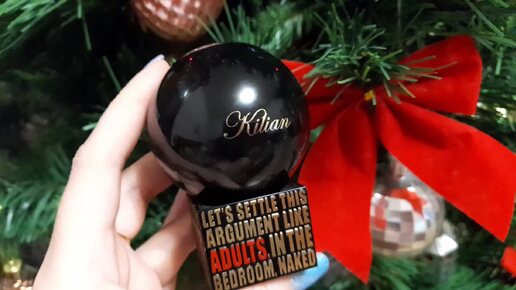 Kilian
LET'S SETTLE THIS
ARGUMENT LIKE
ADULTS, IN THE
BEDROOM, NAKED